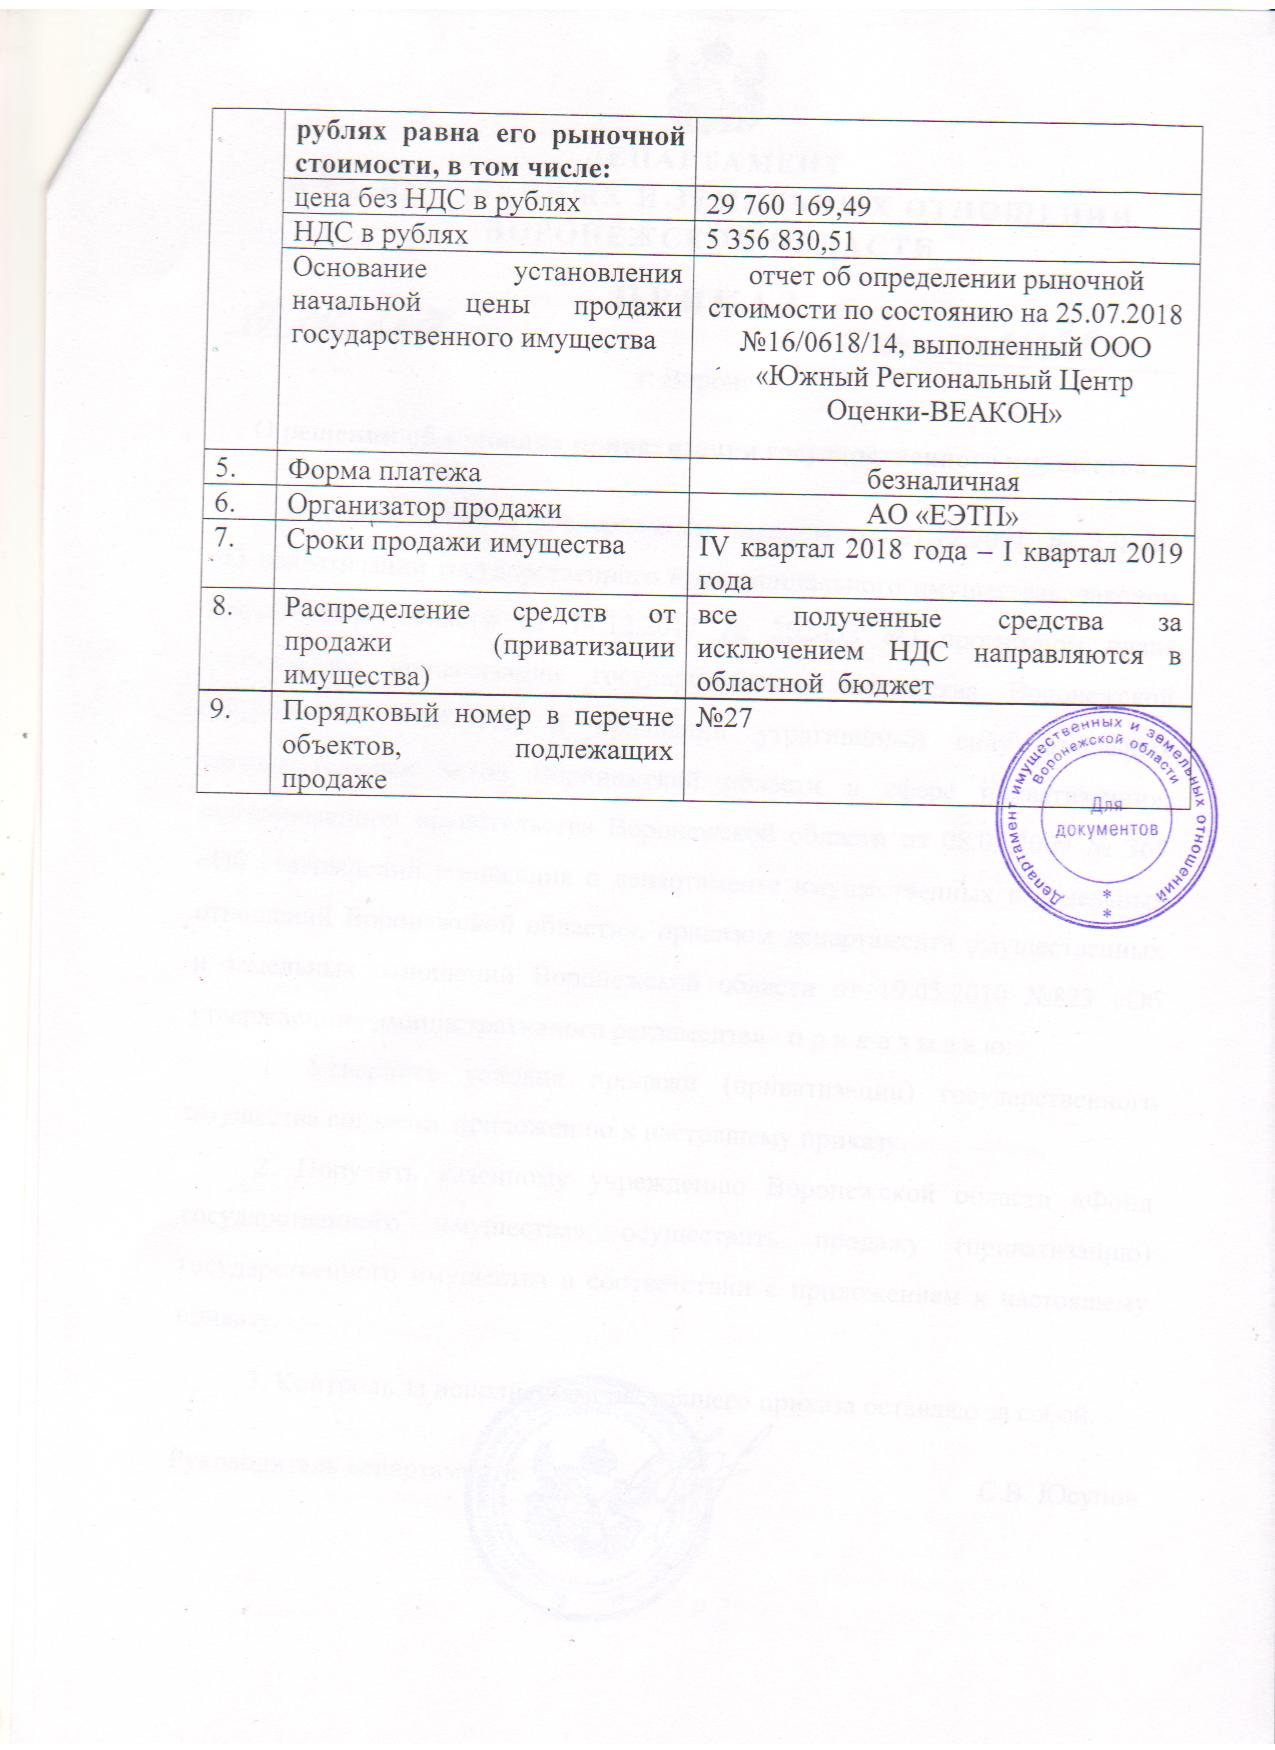 рублях равна его рыночной
стоимости, в том числе:
цена без НДС в рублях 29 760 169,49
НДС в рублях 5 356 830,51
Основание установления
начальной цены продажи
государственного имущества
отчет об определении рыночной
стоимости по состоянию на 25.07.2018
№16/0618/14, выполненный ООО
«Южный Региональный Центр
Оценки-ВЕАКОН»
5. Форма платежа безналичная
6. Организатор продажи АО «ЕЭТП»
7. Сроки продажи имущества
IV квартал 2018 года – I квартал 2019
года
8. Распределение средств от
продажи (приватизации
имущества)
все полученные средства за
исключением НДС направляются в
областной бюджет
9. Порядковый номер в перечне
объектов, подлежащих
продаже
№27
Департамент имущественных и земельных отношений
Воронежской области
Для
документов